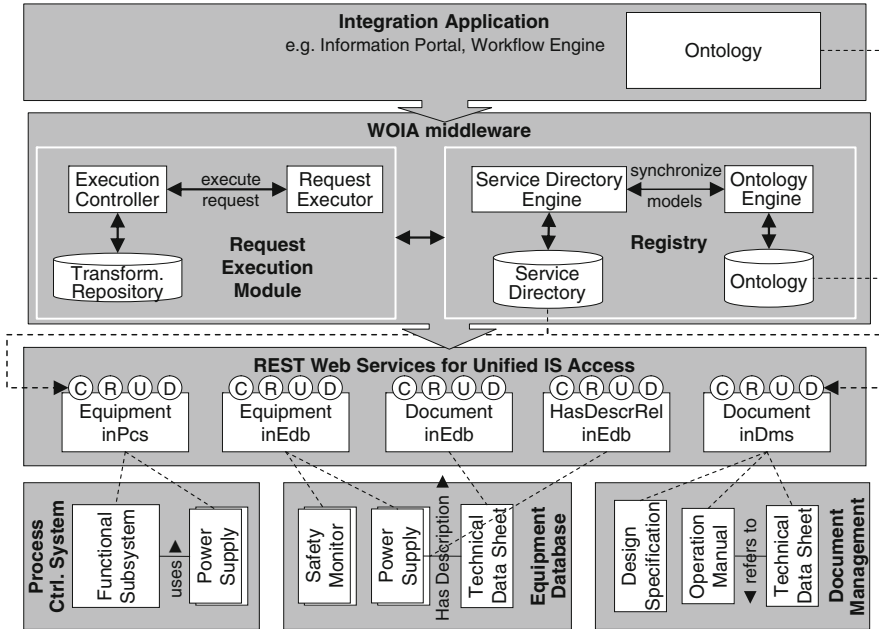 Integration Application
e.g. Information Portal, Workflow Engine
Ontology
WOIA middleware
Execution
Controller
execute
request
Request
Executor
Transform.
Repository
Request
Execution
Module
Service Directory
Engine
synchronize
models
Ontology
Engine
Registry
Service
Directory
Ontology
REST Web Services for Unified IS Access
C R U D
Equipment
inPcs
C R U D
Equipment
inEdb
C R U D
Document
inEdb
C R U D
HasDescrRel
inEdb
C R U D
Document
inDms
Process
Ctrl. System
Functional
Subsystem
uses
Power
Supply
Safety
Monitor
Power
Supply
Has Description
Technical
Data Sheet
Equipment
Database
Design
Specification
Operation
Manual
refers to
Technical
Data Sheet
Document
Management